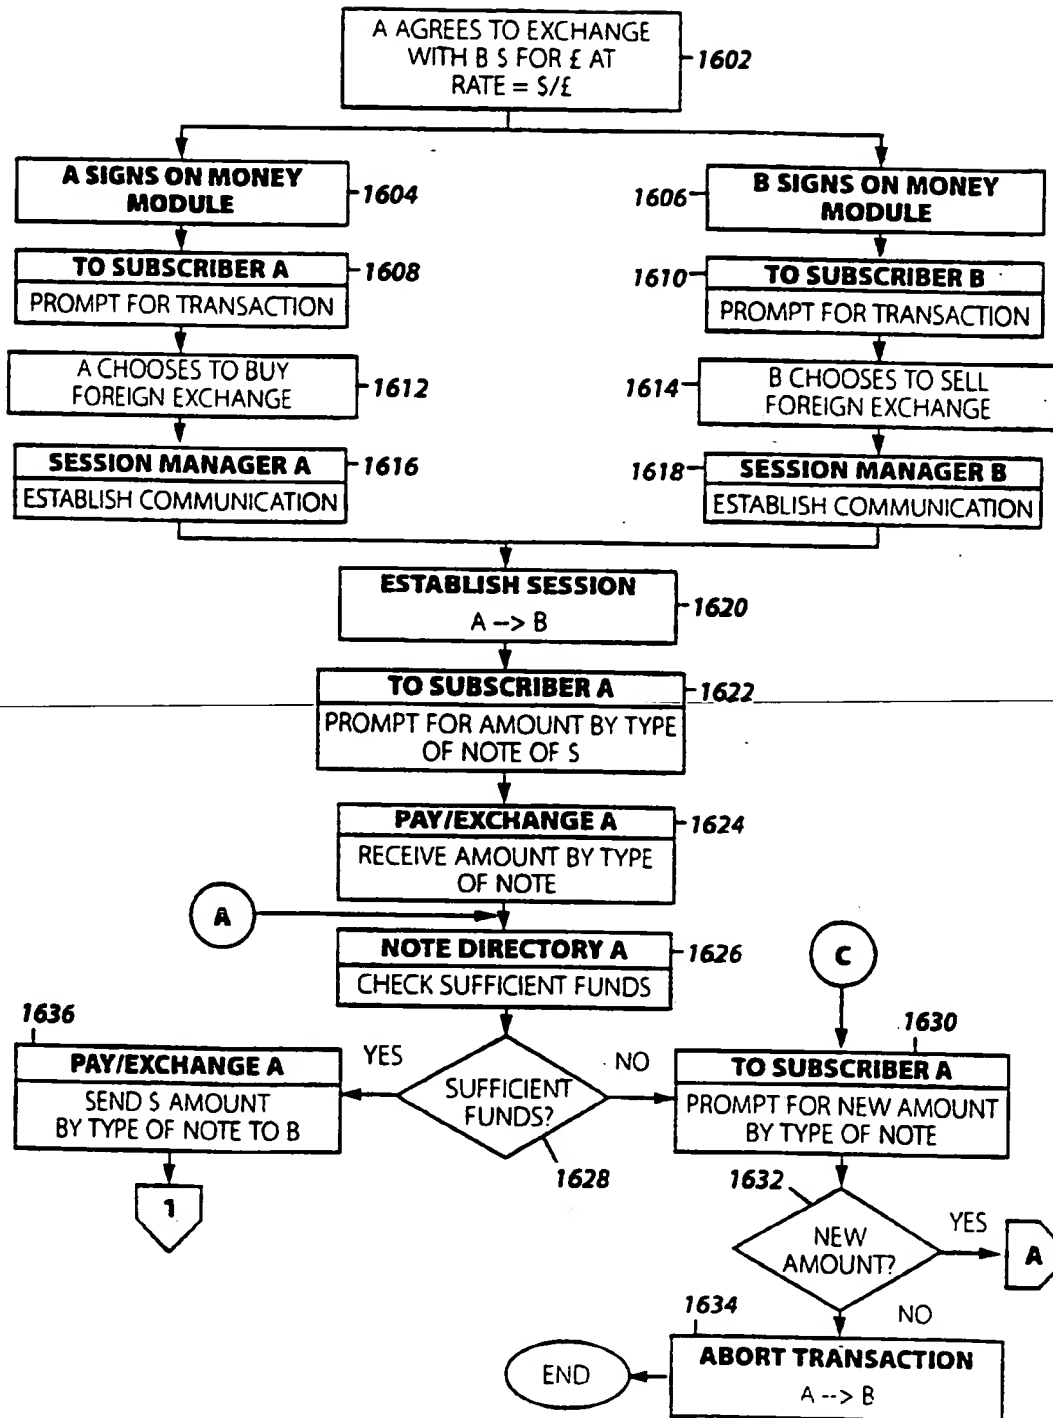 A AGREES TO EXCHANGE
WITH B $ FOR £ AT
RATE = $/£
1602
A SIGNS ON MONEY
MODULE
1604
1606
B SIGNS ON MONEY
MODULE
TO SUBSCRIBER A
PROMPT FOR TRANSACTION
1608
1610
TO SUBSCRIBER B
PROMPT FOR TRANSACTION
A CHOOSES TO BUY
FOREIGN EXCHANGE
1612
1614
B CHOOSES TO SELL
FOREIGN EXCHANGE
SESSION MANAGER A
ESTABLISH COMMUNICATION
1616
1618
SESSION MANAGER B
ESTABLISH COMMUNICATION
ESTABLISH SESSION
A --> B
1620
TO SUBSCRIBER A
PROMPT FOR AMOUNT BY TYPE
OF NOTE OF $
1622
PAY/EXCHANGE A
RECEIVE AMOUNT BY TYPE
OF NOTE
1624
A
NOTE DIRECTORY A
CHECK SUFFICIENT FUNDS
1626
C
1636
PAY/EXCHANGE A
SEND $ AMOUNT
BY TYPE OF NOTE TO B
YES
SUFFICIENT
FUNDS?
NO
1628
1630
TO SUBSCRIBER A
PROMPT FOR NEW AMOUNT
BY TYPE OF NOTE
1
1632
NEW
AMOUNT?
YES
A
NO
1634
ABORT TRANSACTION
A --> B
END